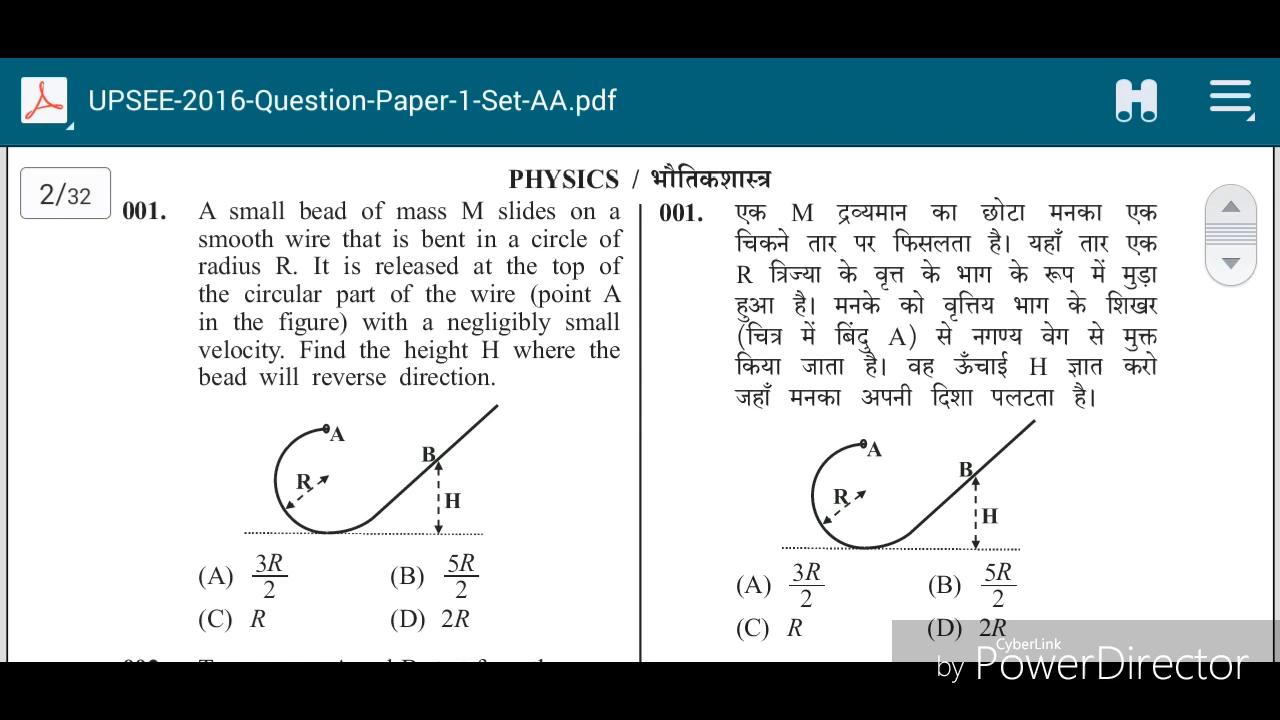 UPSEE-2016-Question-Paper-1-Set-AA.pdf
2/32
PHYSICS / भौतिकशास्त्र
001. A small bead of mass M slides on a
smooth wire that is bent in a circle of
radius R. It is released at the top of
the circular part of the wire (point A
in the figure) with a negligibly small
velocity. Find the height H where the
bead will reverse direction.
A
B
R
H
(A) 3R/2 (B) 5R/2
(C) R (D) 2R
001. एक M द्रव्यमान का छोटा मनका एक
चिकने तार पर फिसलता है। यहाँ तार एक
R त्रिज्या के वृत्त के भाग के रूप में मुड़ा
हुआ है। मनके को वृत्तिय भाग के शिखर
(चित्र में बिंदु A) से नगण्य वेग से मुक्त
किया जाता है। वह ऊँचाई H ज्ञात करो
जहाँ मनका अपनी दिशा पलटता है।
A
B
R
H
(A) 3R/2 (B) 5R/2
(C) R (D) 2R
CyberLink
by PowerDirector